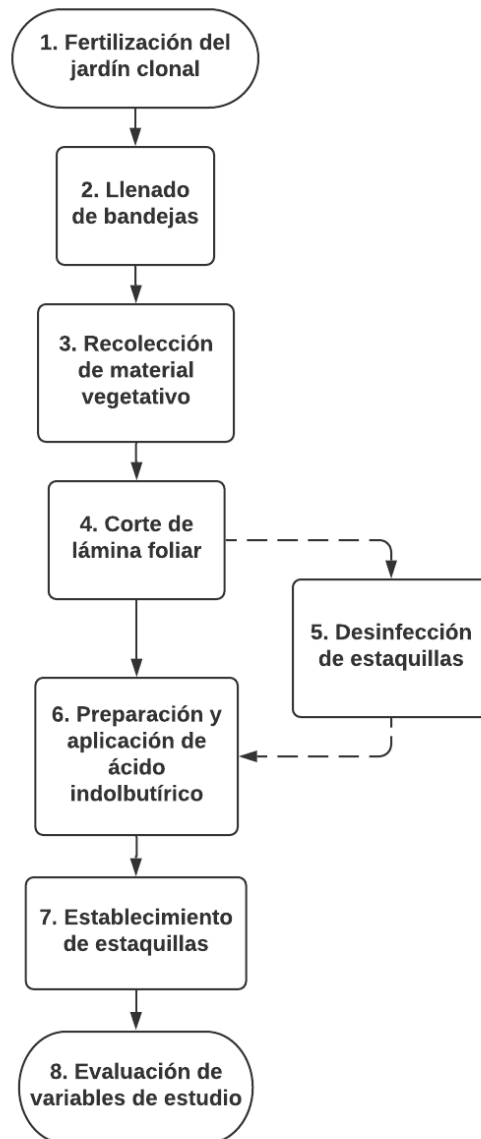 1. Fertilización del
jardín clonal
2. Llenado
de bandejas
3. Recolección
de material
vegetativo
4. Corte de
lámina foliar
5. Desinfección
de estaquillas
6. Preparación y
aplicación de
ácido
indolbutírico
7. Establecimiento
de estaquillas
8. Evaluación de
variables de estudio